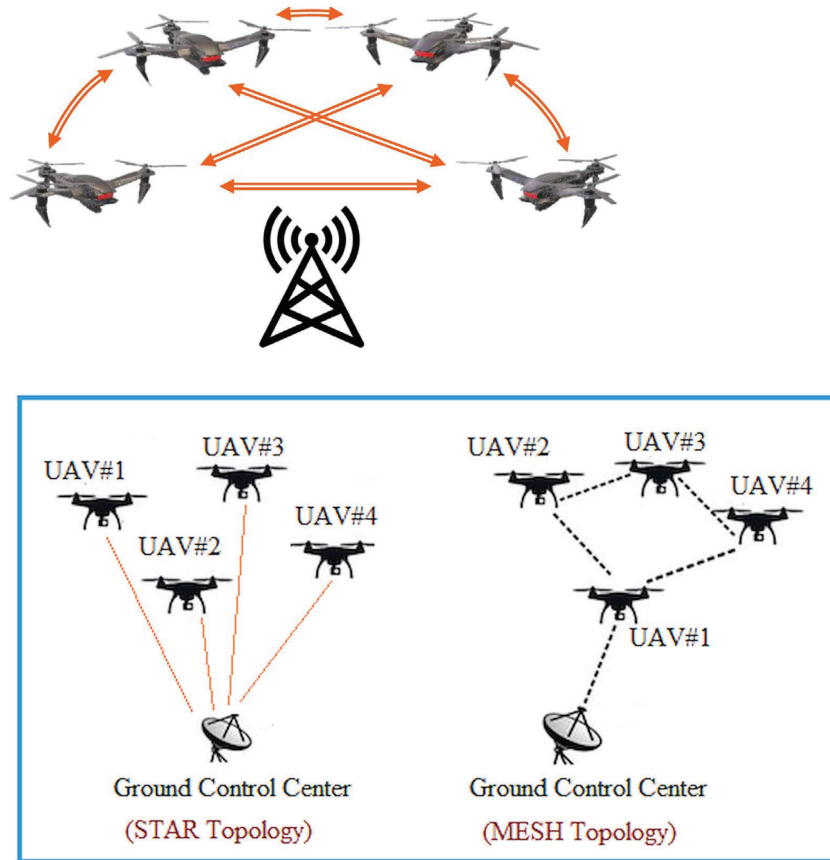 UAV#1
UAV#3
UAV#2
UAV#4
Ground Control Center
(STAR Topology)
UAV#2
UAV#3
UAV#4
UAV#1
Ground Control Center
(MESH Topology)